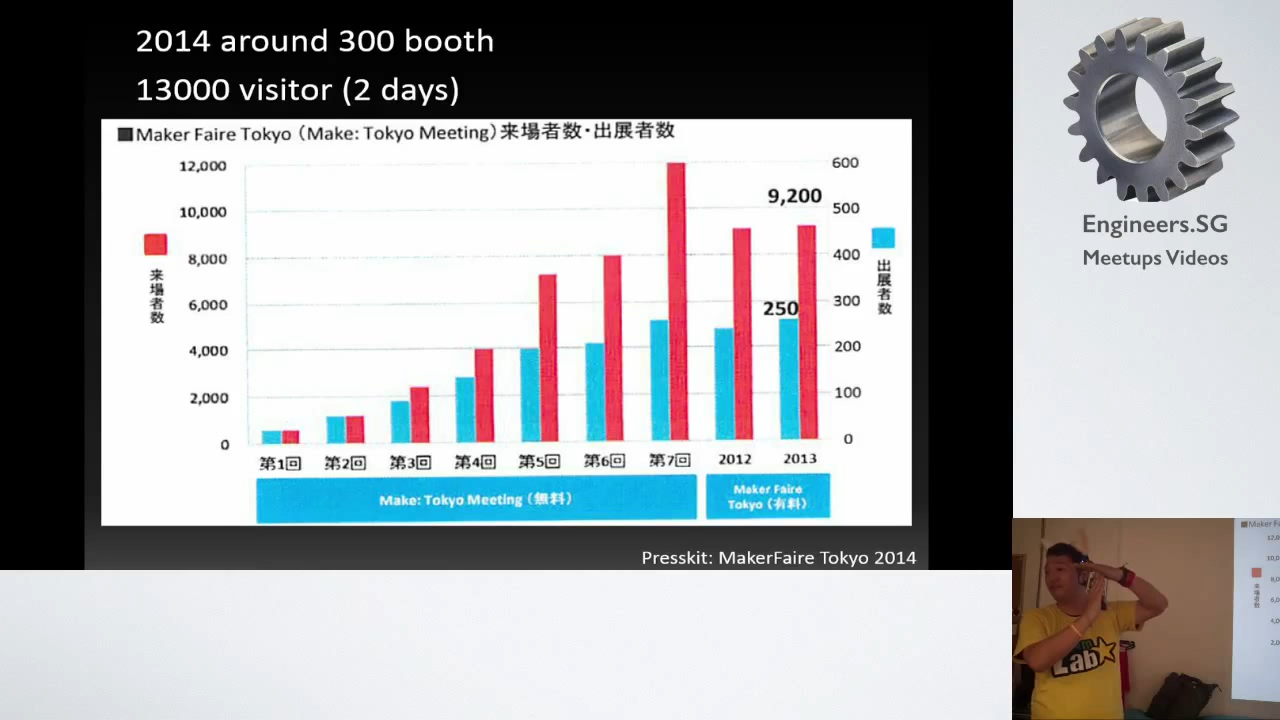 2014 around 300 booth
13000 visitor (2 days)
■Maker Faire Tokyo（Make: Tokyo Meeting）来場者数・出展者数
12,000
10,000
8,000
6,000
4,000
2,000
0
来場者数
600
500
400
300
200
100
0
出展者数
9,200
250
第1回 第2回 第3回 第4回 第5回 第6回 第7回 2012 2013
Make: Tokyo Meeting（無料）
Maker Faire
Tokyo（有料）
Presskit: MakerFaire Tokyo 2014
Engineers.SG
Meetups Videos
Lab